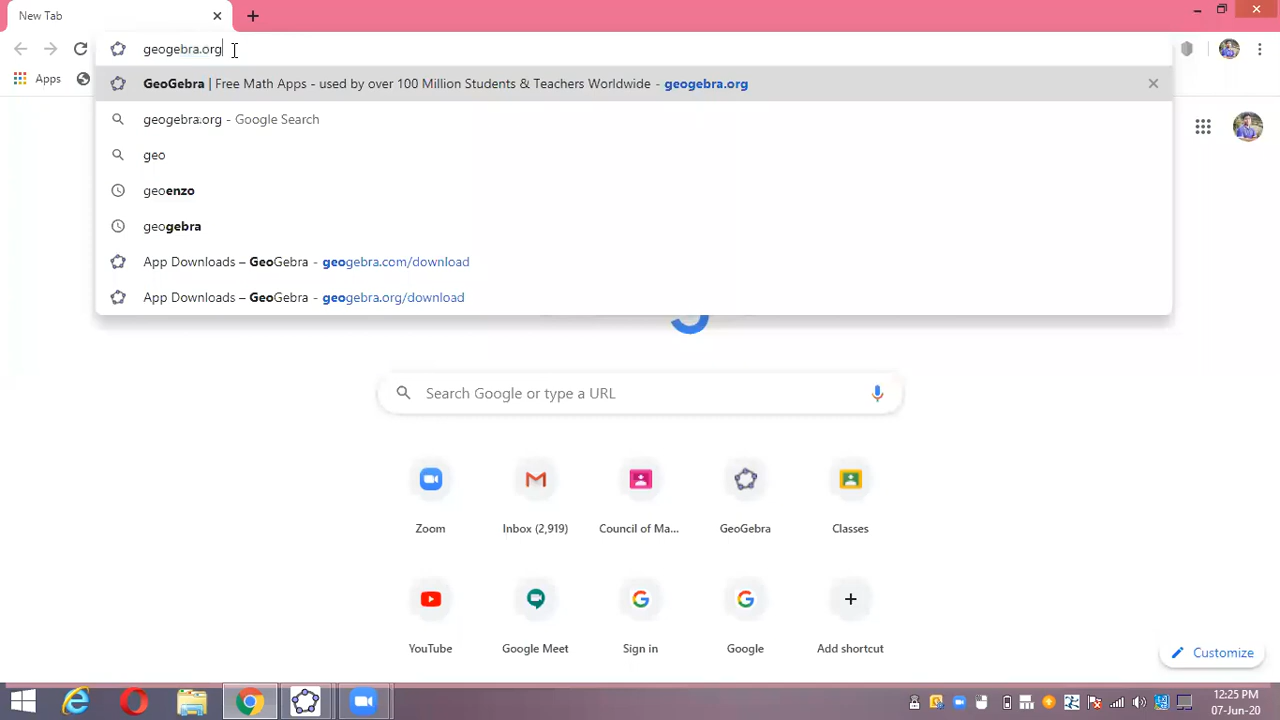 New Tab
geogebra.org
Apps
GeoGebra | Free Math Apps - used by over 100 Million Students & Teachers Worldwide - geogebra.org
geogebra.org - Google Search
geo
geoenzo
geogebra
App Downloads – GeoGebra - geogebra.com/download
App Downloads – GeoGebra - geogebra.org/download
Search Google or type a URL
Zoom
Inbox (2,919)
Council of Ma...
GeoGebra
Classes
YouTube
Google Meet
Sign in
Google
Add shortcut
Customize
12:25 PM
07-Jun-20